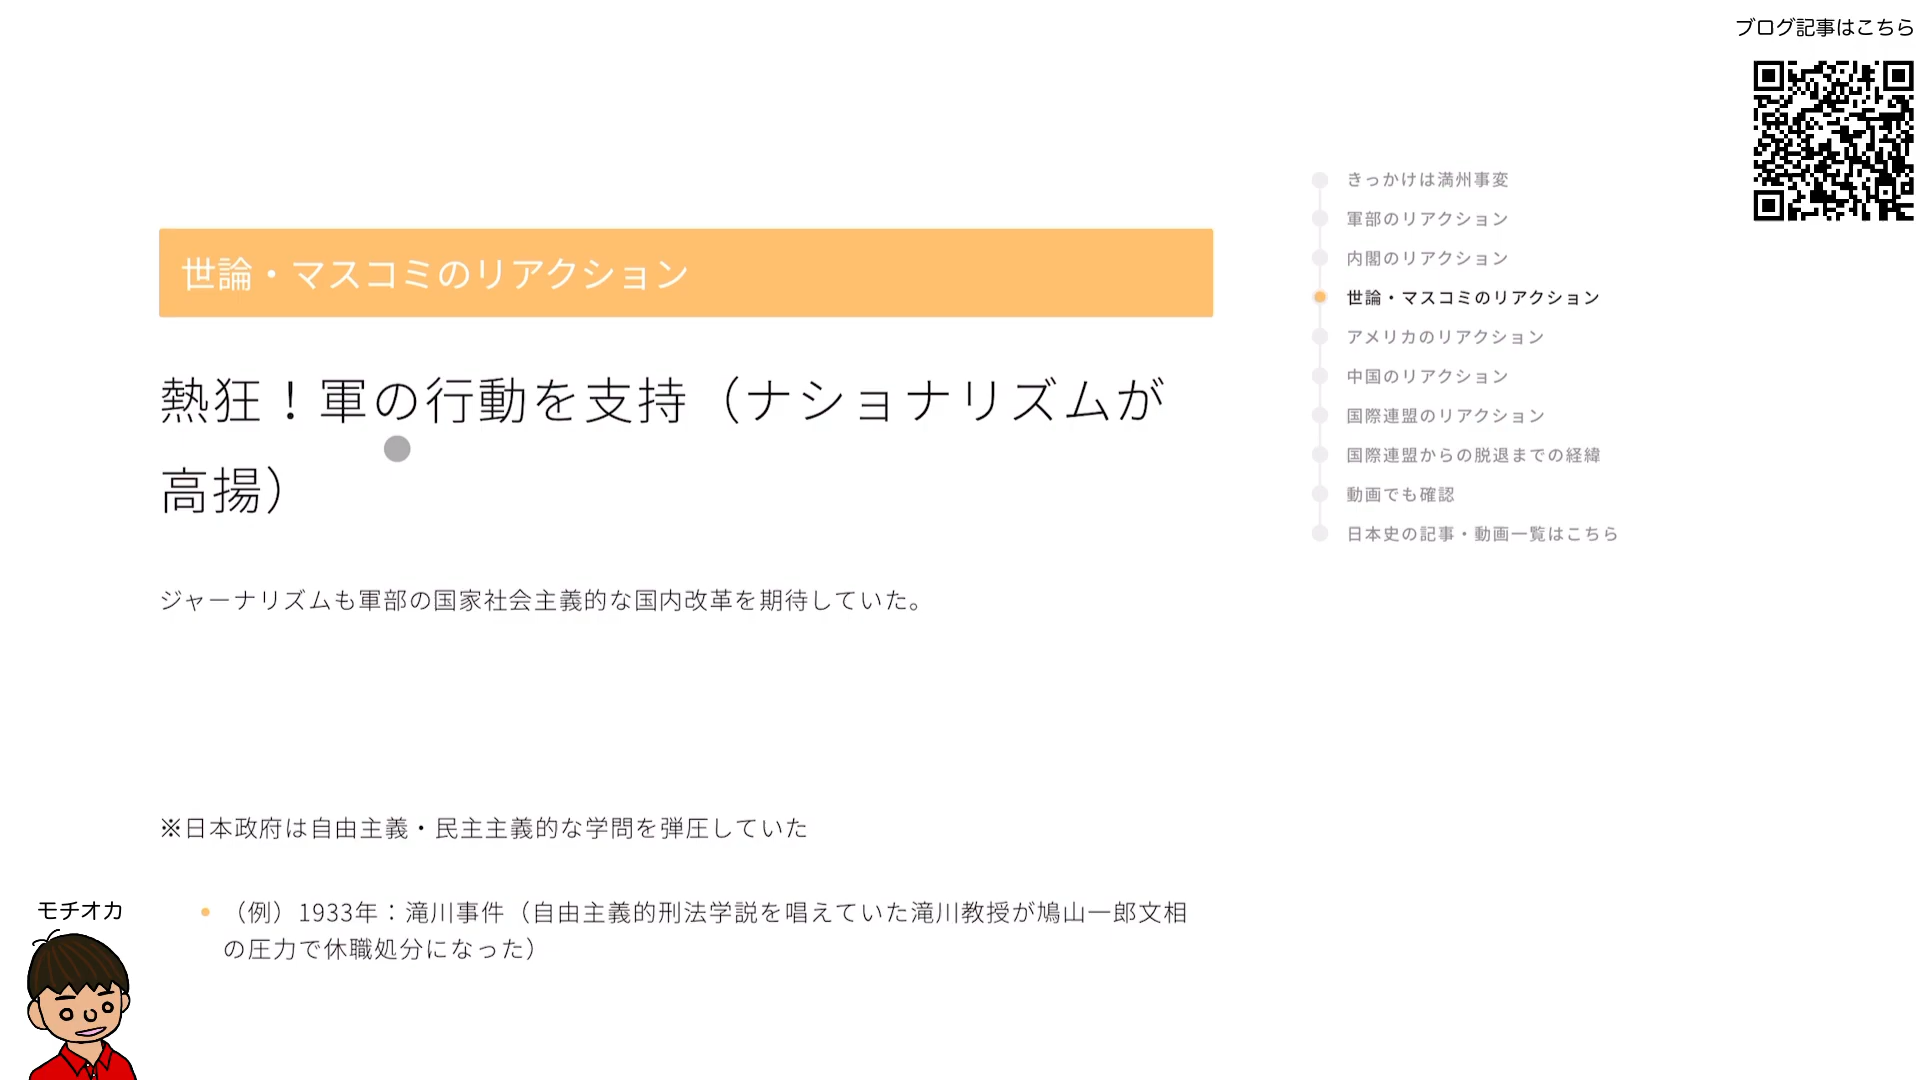 ブログ記事はこちら
世論・マスコミのリアクション
熱狂！軍の行動を支持（ナショナリズムが
高揚）
ジャーナリズムも軍部の国家社会主義的な国内改革を期待していた。
※日本政府は自由主義・民主主義的な学問を弾圧していた
（例）1933年：滝川事件（自由主義的刑法学説を唱えていた滝川教授が鳩山一郎文相
の圧力で休職処分になった）
モチオカ
きっかけは満州事変
軍部のリアクション
内閣のリアクション
世論・マスコミのリアクション
アメリカのリアクション
中国のリアクション
国際連盟のリアクション
国際連盟からの脱退までの経緯
動画でも確認
日本史の記事・動画一覧はこちら